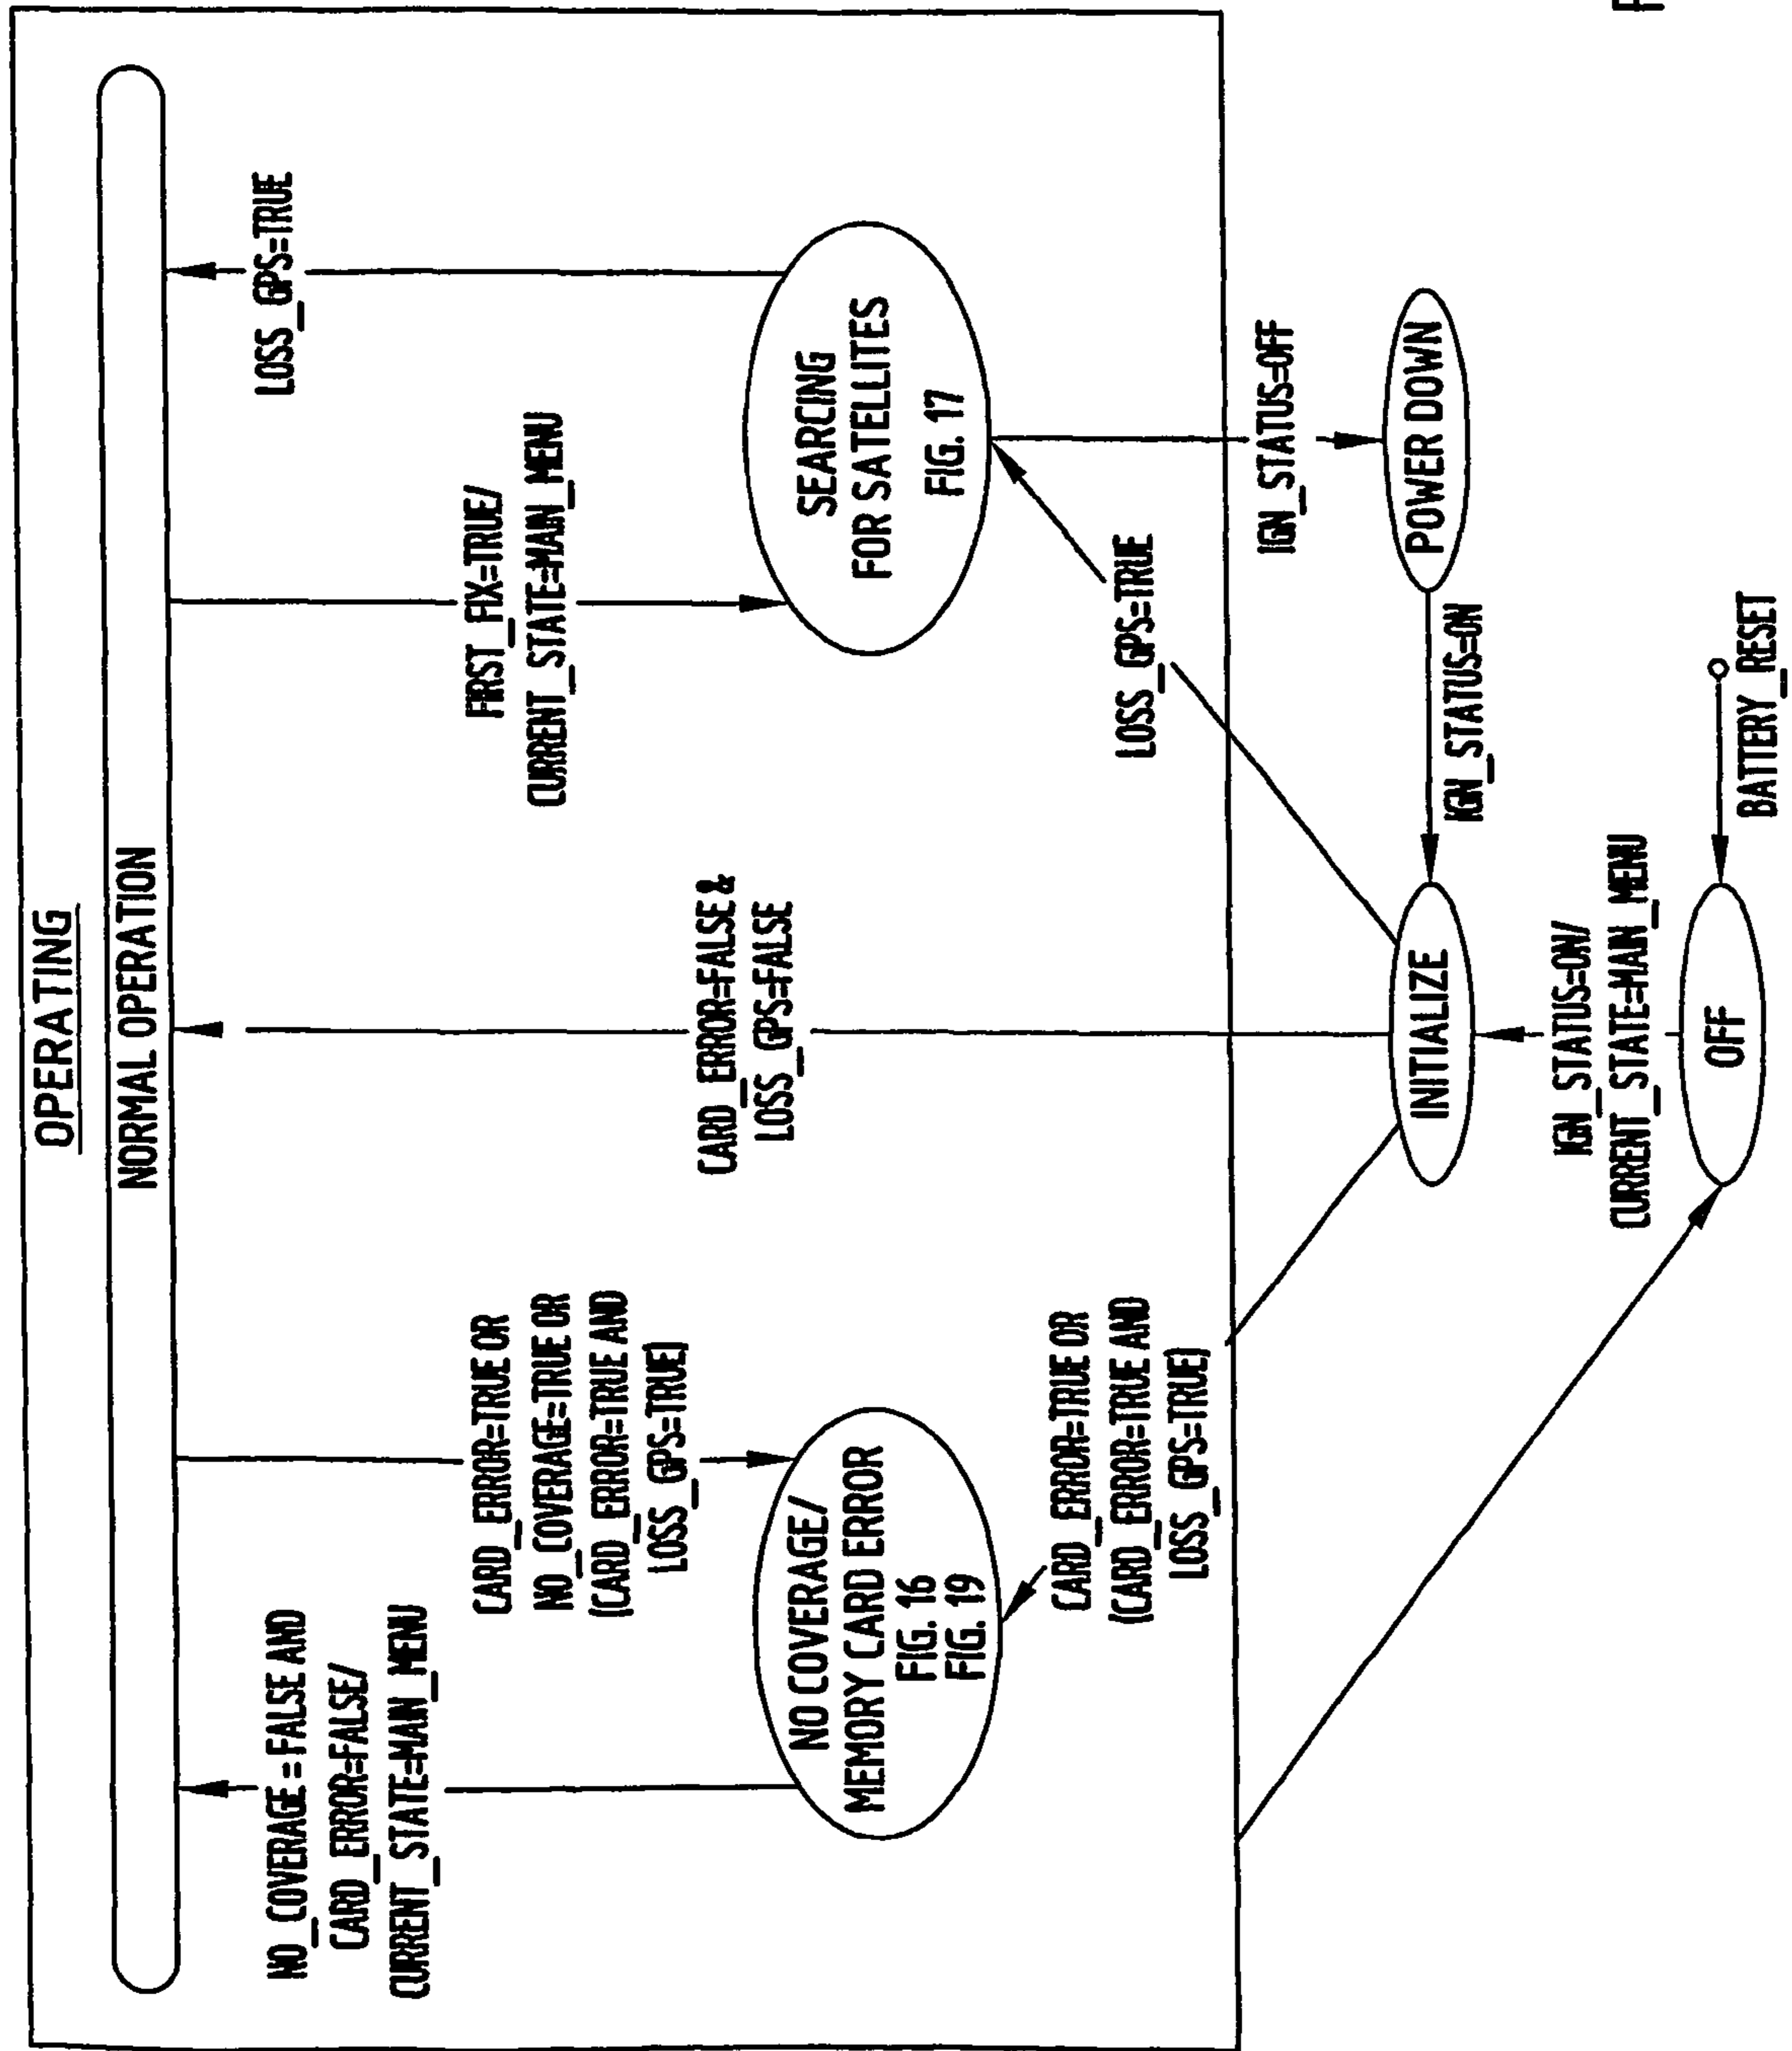 OPERATING
NORMAL OPERATION
NO_COVERAGE=FALSE AND
CARD_ERROR=FALSE/
CURRENT_STATE=MAIN_MENU
CARD_ERROR=TRUE OR
NO_COVERAGE=TRUE OR
(CARD_ERROR=TRUE AND
LOSS_GPS=TRUE)
CARD_ERROR=FALSE &
LOSS_GPS=FALSE
FIRST_FIX=TRUE/
CURRENT_STATE=MAIN_MENU
LOSS_GPS=TRUE
NO COVERAGE/
MEMORY CARD ERROR
FIG. 16
FIG. 19
SEARCING
FOR SATELLITES
FIG. 17
CARD_ERROR=TRUE OR
(CARD_ERROR=TRUE AND
LOSS_GPS=TRUE)
LOSS_GPS=TRUE
IGN_STATUS=OFF
INITIALIZE
IGN_STATUS=ON
POWER DOWN
IGN_STATUS=ON/
CURRENT_STATE=MAIN_MENU
OFF
BATTERY_RESET